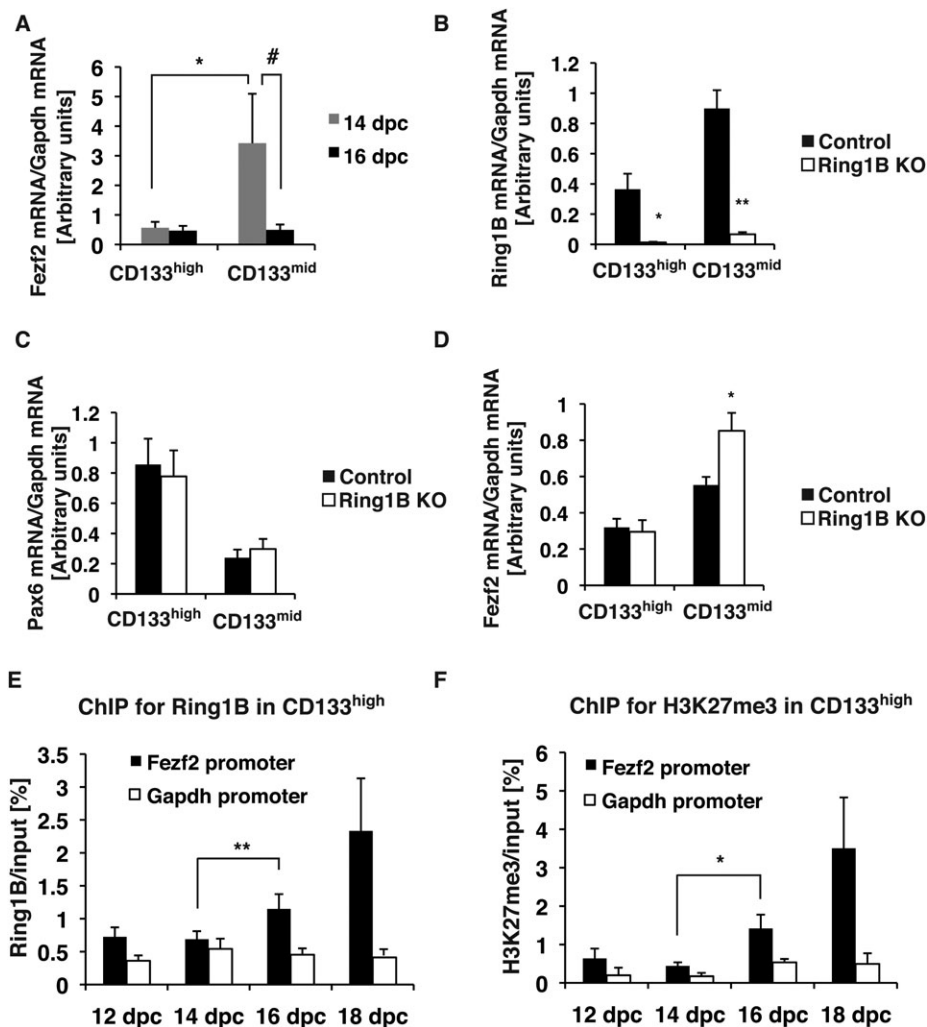 A
Fezf2 mRNA/Gapdh mRNA
[Arbitrary units]
6
5
4
3
2
1
0
*
#
14 dpc
16 dpc
CD133high
CD133mid
B
Ring1B mRNA/Gapdh mRNA
[Arbitrary units]
1.2
1
0.8
0.6
0.4
0.2
0
*
**
Control
Ring1B KO
CD133high
CD133mid
C
Pax6 mRNA/Gapdh mRNA
[Arbitrary units]
1.2
1
0.8
0.6
0.4
0.2
0
Control
Ring1B KO
CD133high
CD133mid
D
Fezf2 mRNA/Gapdh mRNA
[Arbitrary units]
1
0.8
0.6
0.4
0.2
0
*
Control
Ring1B KO
CD133high
CD133mid
E
ChIP for Ring1B in CD133high
Ring1B/input [%]
3.5
3
2.5
2
1.5
1
0.5
0
Fezf2 promoter
Gapdh promoter
**
12 dpc 14 dpc 16 dpc 18 dpc
F
ChIP for H3K27me3 in CD133high
H3K27me3/input [%]
6
5
4
3
2
1
0
Fezf2 promoter
Gapdh promoter
*
12 dpc 14 dpc 16 dpc 18 dpc